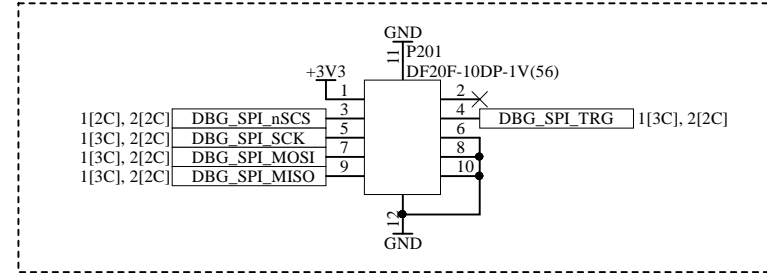 GND
11 P201
DF20F-10DP-1V(56)
+3V3
1 2
1[2C], 2[2C] DBG_SPI_nSCS 3 4 DBG_SPI_TRG 1[3C], 2[2C]
1[3C], 2[2C] DBG_SPI_SCK 5 6
1[3C], 2[2C] DBG_SPI_MOSI 7 8
1[3C], 2[2C] DBG_SPI_MISO 9 10
12
GND